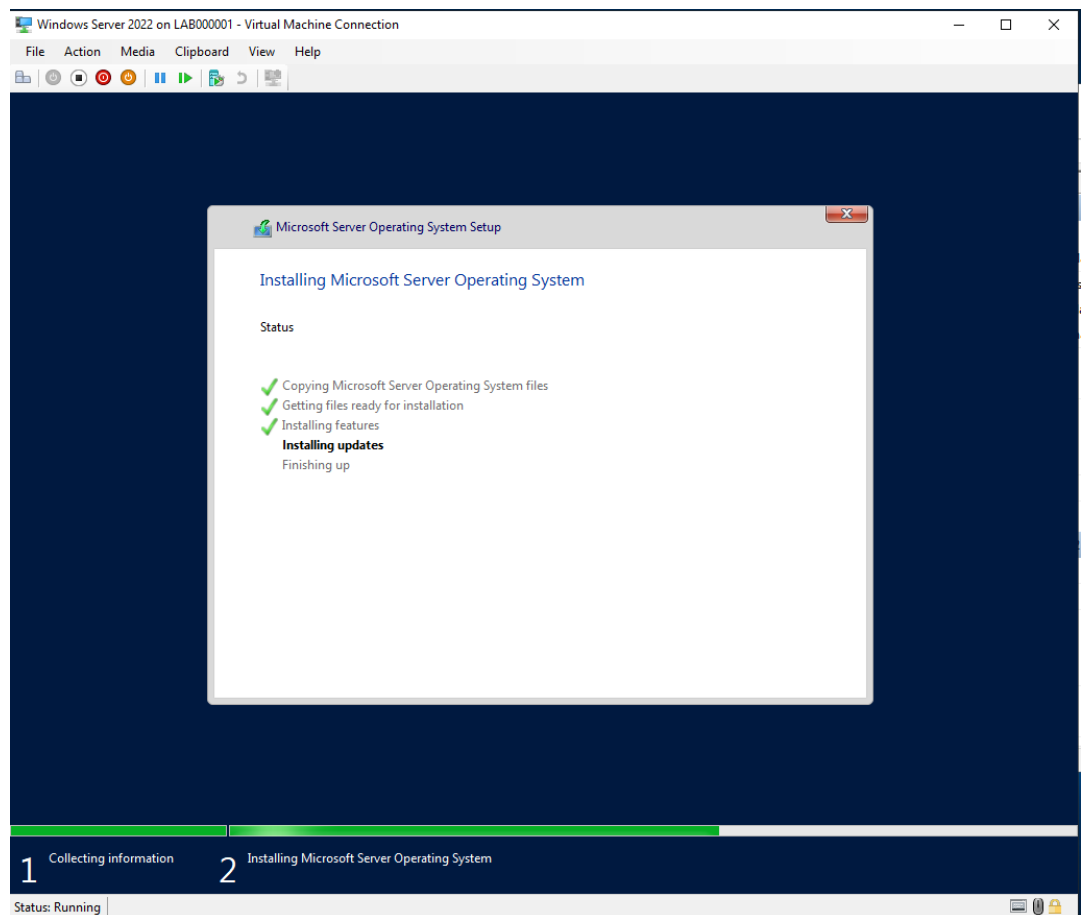 Windows Server 2022 on LAB000001 - Virtual Machine Connection
File Action Media Clipboard View Help
Microsoft Server Operating System Setup
Installing Microsoft Server Operating System
Status
Copying Microsoft Server Operating System files
Getting files ready for installation
Installing features
Installing updates
Finishing up
1 Collecting information 2 Installing Microsoft Server Operating System
Status: Running